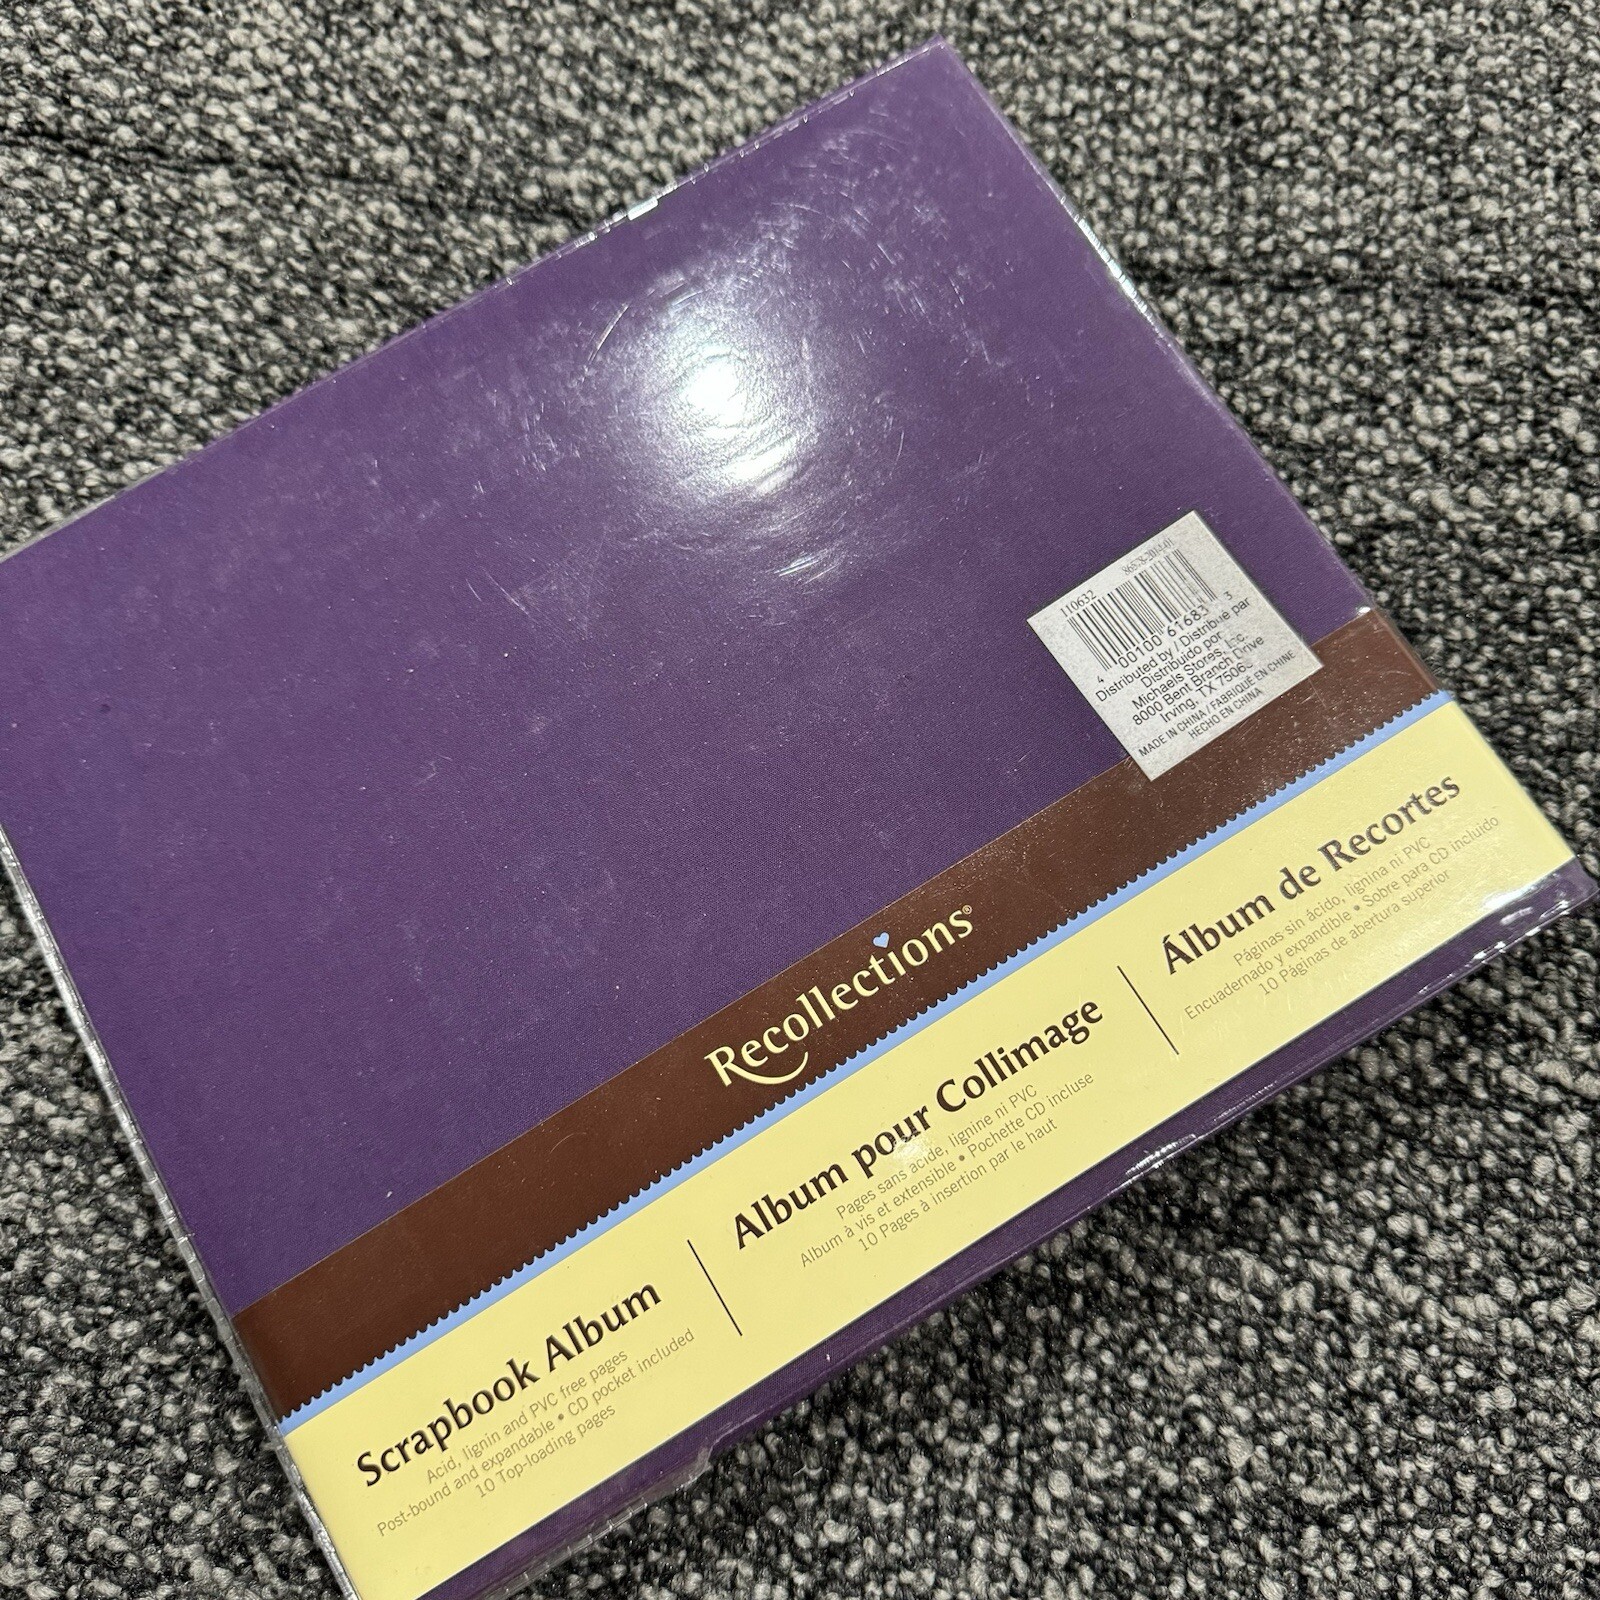 110632
4 00100 61683 3
Distributed by / Distribué par
Distribuido por
Michaels Stores, Inc.
8000 Bent Branch Drive
Irving, TX
MADE IN CHINA / FABRIQUÉ EN CHINE
HECHO EN CHINA
Recollections®
Scrapbook Album
Acid, lignin and PVC free pages
Post-bound and expandable • CD pocket included
10 Top-loading pages
Album pour Collimage
Pages sans acide, lignine ni PVC
Album à vis et extensible • Pochette CD incluse
10 Pages à insertion par le haut
Álbum de Recortes
Páginas sin ácido, lignina ni PVC
Encuadernado y expandible • Sobre para CD incluido
10 Páginas de abertura superior